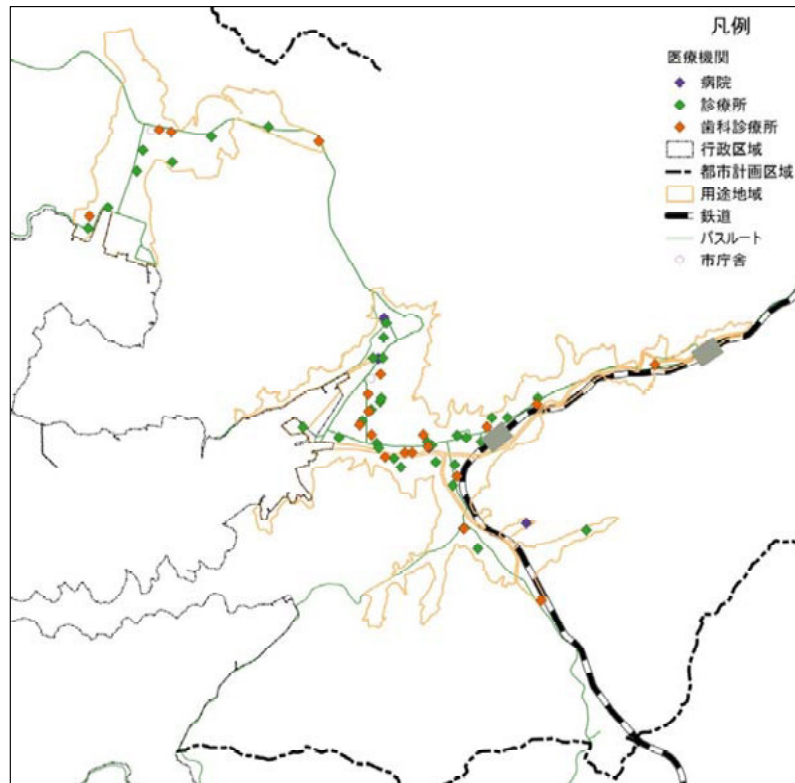 凡例
医療機関
病院
診療所
歯科診療所
行政区域
都市計画区域
用途地域
鉄道
バスルート
市庁舎